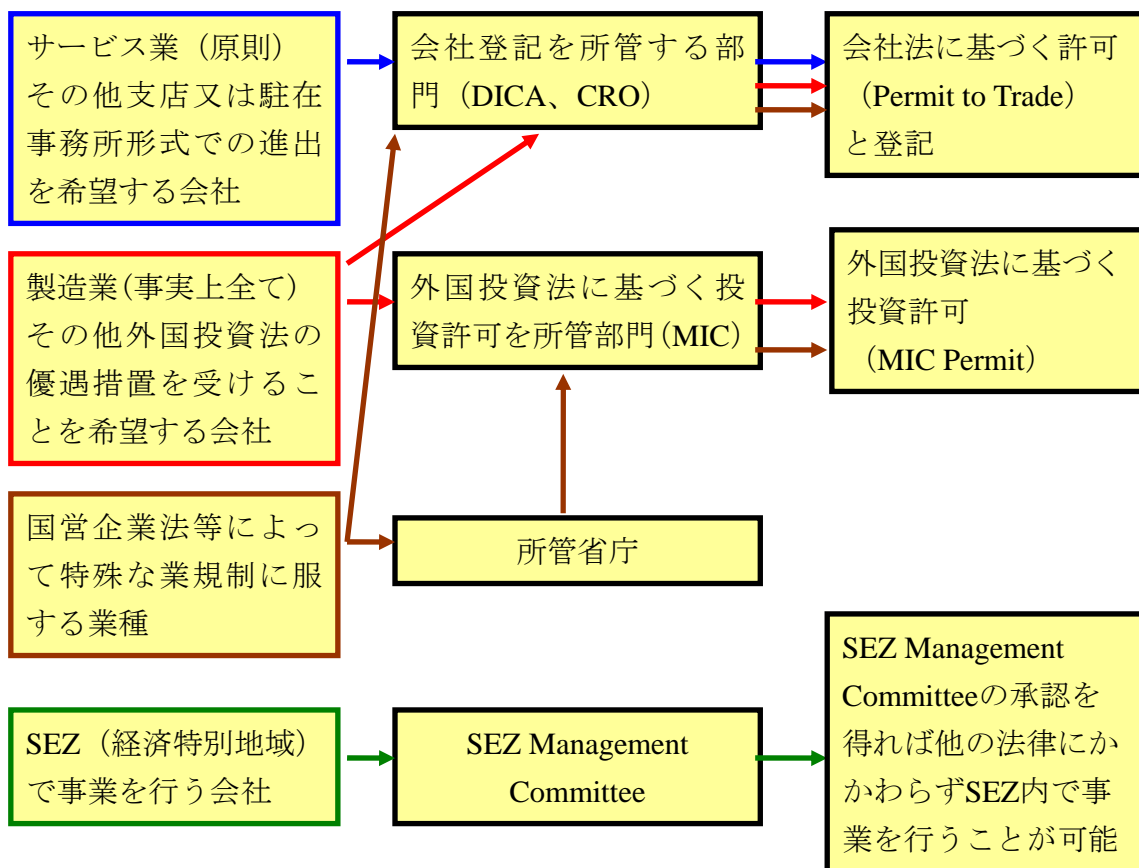 サービス業（原則）
その他支店又は駐在
事務所形式での進出
を希望する会社
会社登記を所管する部
門（DICA、CRO）
会社法に基づく許可
（Permit to Trade）
と登記
製造業(事実上全て)
その他外国投資法の
優遇措置を受けるこ
とを希望する会社
外国投資法に基づく投
資許可を所管部門(MIC)
外国投資法に基づく
投資許可
（MIC Permit）
国営企業法等によっ
て特殊な業規制に服
する業種
所管省庁
SEZ（経済特別地域）
で事業を行う会社
SEZ Management
Committee
SEZ Management
Committeeの承認を
得れば他の法律にか
かわらずSEZ内で事
業を行うことが可能